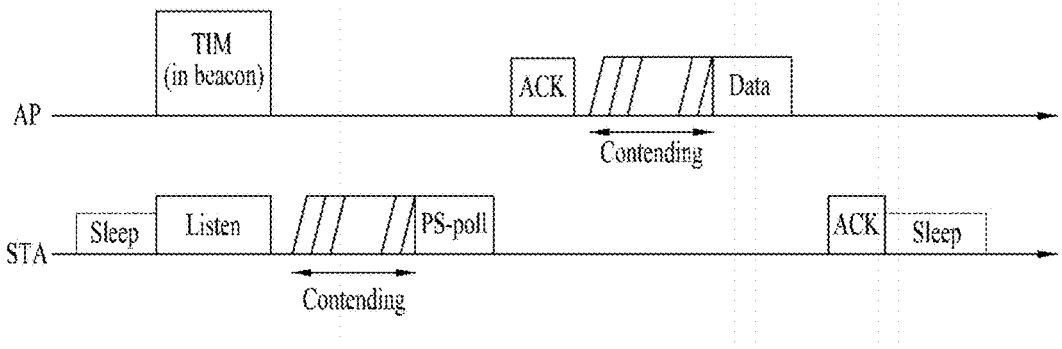 TIM
(in beacon)
ACK
Data
AP
Contending
Sleep
Listen
PS-poll
ACK
Sleep
STA
Contending